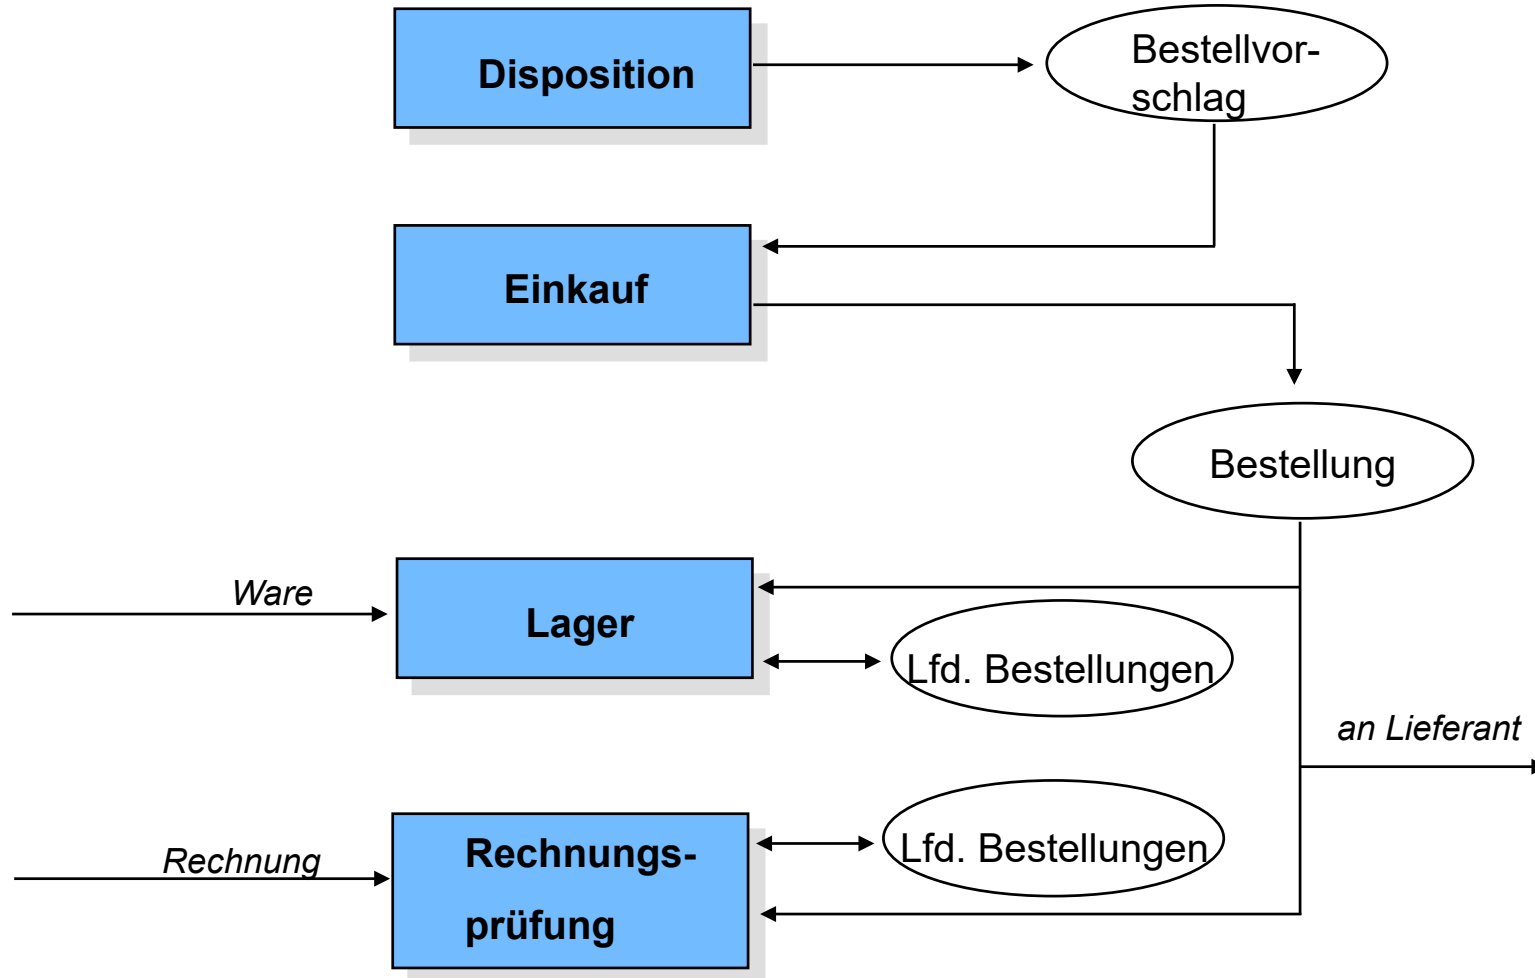 Disposition
Bestellvor-
schlag
Einkauf
Bestellung
Ware
Lager
Lfd. Bestellungen
an Lieferant
Rechnung
Rechnungs-
prüfung
Lfd. Bestellungen